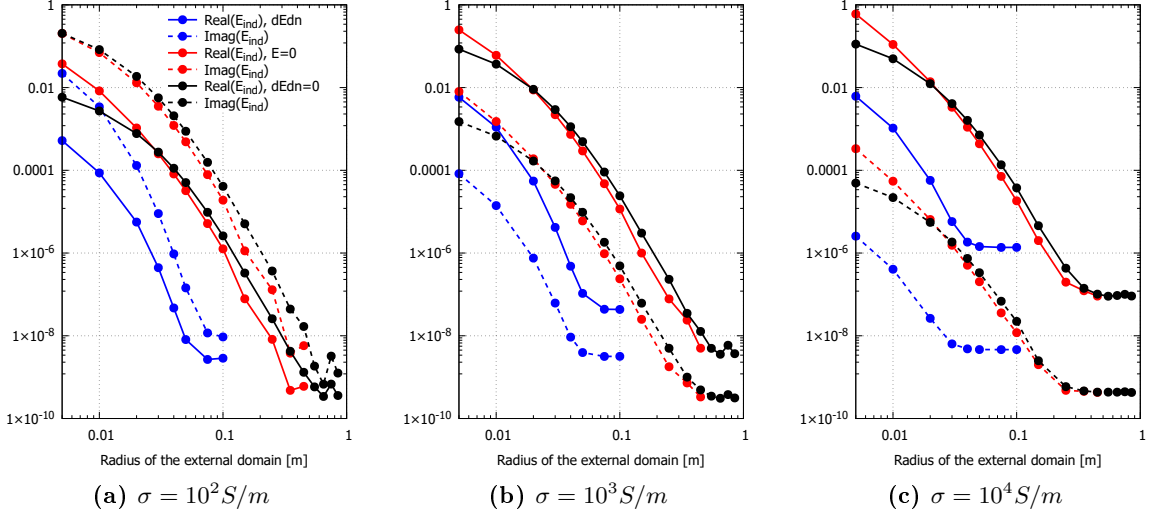 1
0.01
0.0001
1×10⁻⁶
1×10⁻⁸
1×10⁻¹⁰
0.01
0.1
1
Real(E_ind), dEdn
Imag(E_ind)
Real(E_ind), E=0
Imag(E_ind)
Real(E_ind), dEdn=0
Imag(E_ind)
Radius of the external domain [m]
(a) σ = 10²S/m
1
0.01
0.0001
1×10⁻⁶
1×10⁻⁸
1×10⁻¹⁰
0.01
0.1
1
Radius of the external domain [m]
(b) σ = 10³S/m
1
0.01
0.0001
1×10⁻⁶
1×10⁻⁸
1×10⁻¹⁰
0.01
0.1
1
Radius of the external domain [m]
(c) σ = 10⁴S/m